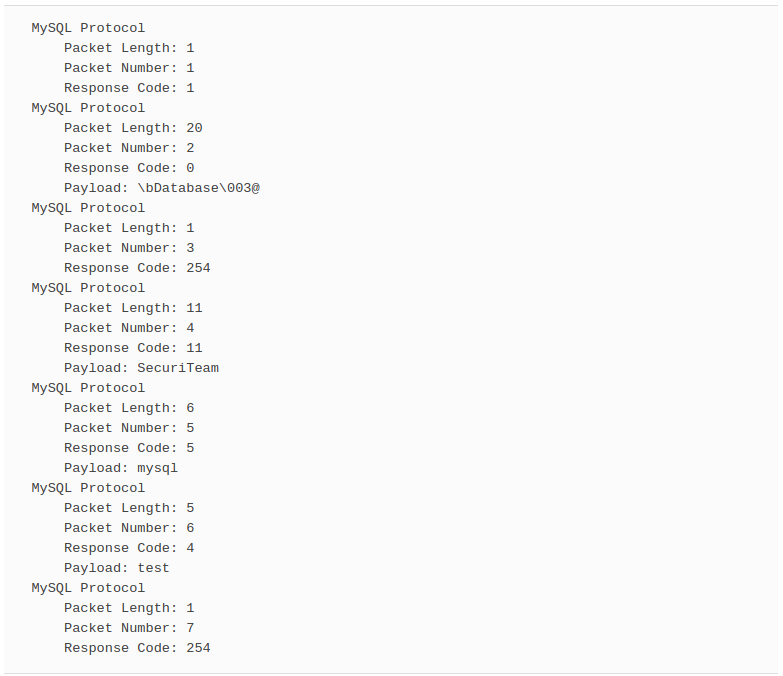 MySQL Protocol
Packet Length: 1
Packet Number: 1
Response Code: 1
MySQL Protocol
Packet Length: 20
Packet Number: 2
Response Code: 0
Payload: \bDatabase\003@
MySQL Protocol
Packet Length: 1
Packet Number: 3
Response Code: 254
MySQL Protocol
Packet Length: 11
Packet Number: 4
Response Code: 11
Payload: SecuriTeam
MySQL Protocol
Packet Length: 6
Packet Number: 5
Response Code: 5
Payload: mysql
MySQL Protocol
Packet Length: 5
Packet Number: 6
Response Code: 4
Payload: test
MySQL Protocol
Packet Length: 1
Packet Number: 7
Response Code: 254